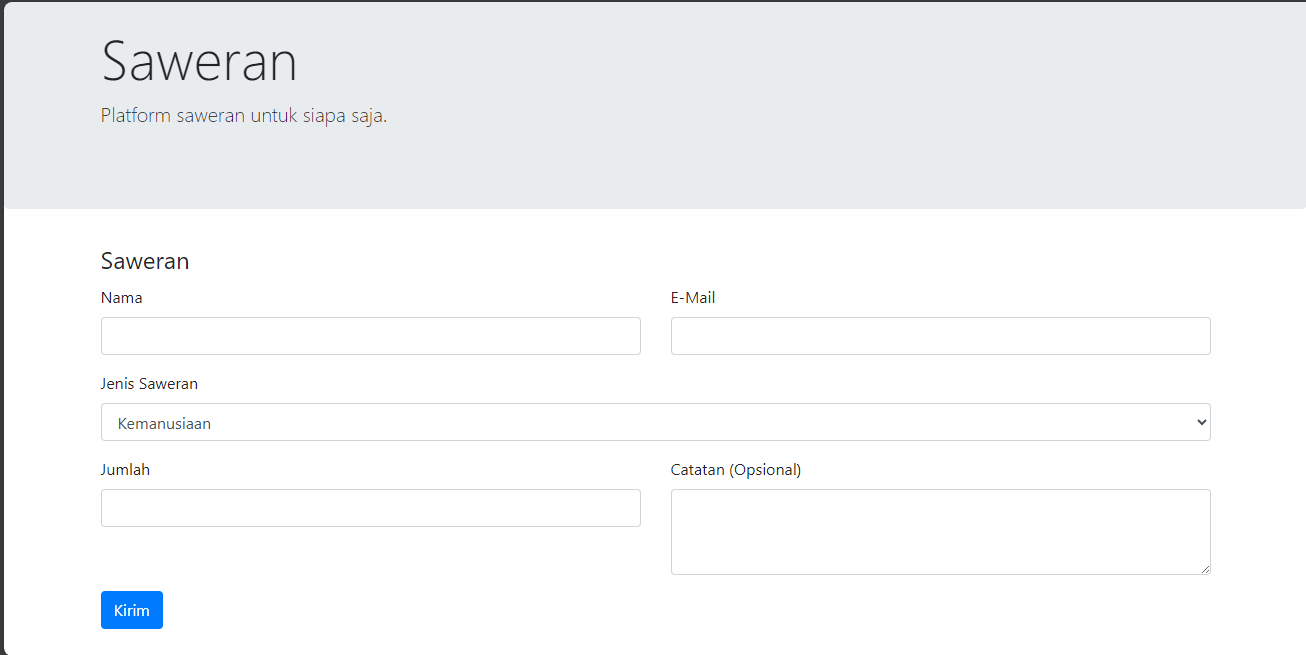 Saweran
Platform saweran untuk siapa saja.
Saweran
Nama
E-Mail
Jenis Saweran
Kemanusiaan
Jumlah
Catatan (Opsional)
Kirim